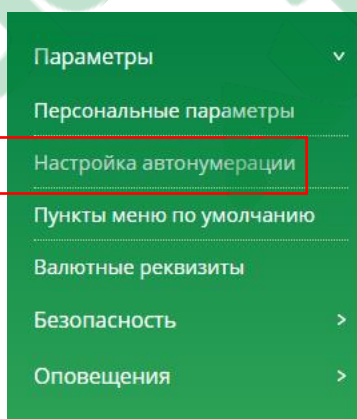 Параметры
Персональные параметры
Настройка автонумерации
Пункты меню по умолчанию
Валютные реквизиты
Безопасность
Оповещения